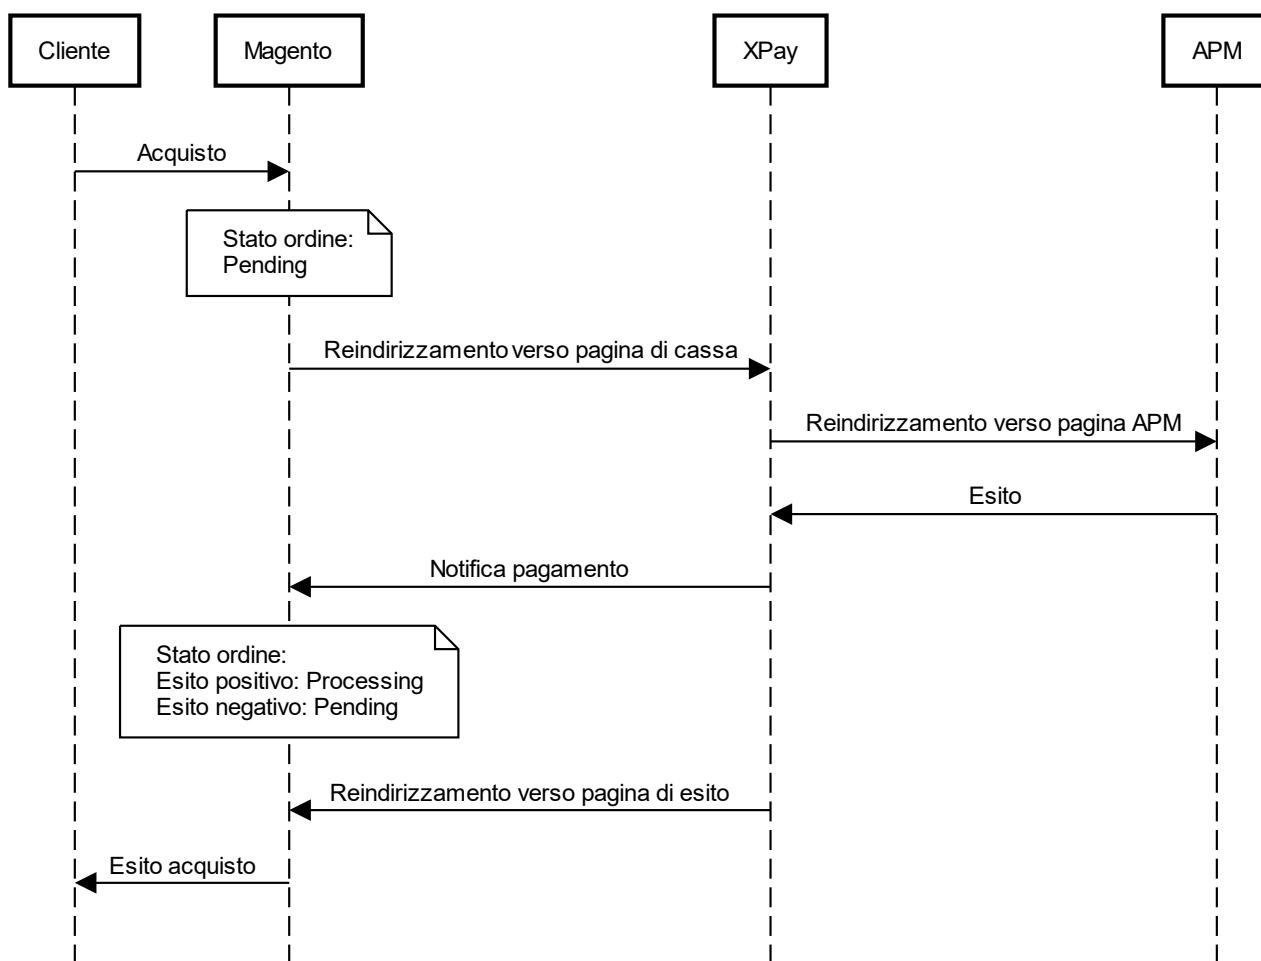 Cliente
Magento
XPay
APM
Acquisto
Stato ordine:
Pending
Reindirizzamento verso pagina di cassa
Reindirizzamento verso pagina APM
Esito
Notifica pagamento
Stato ordine:
Esito positivo: Processing
Esito negativo: Pending
Reindirizzamento verso pagina di esito
Esito acquisto